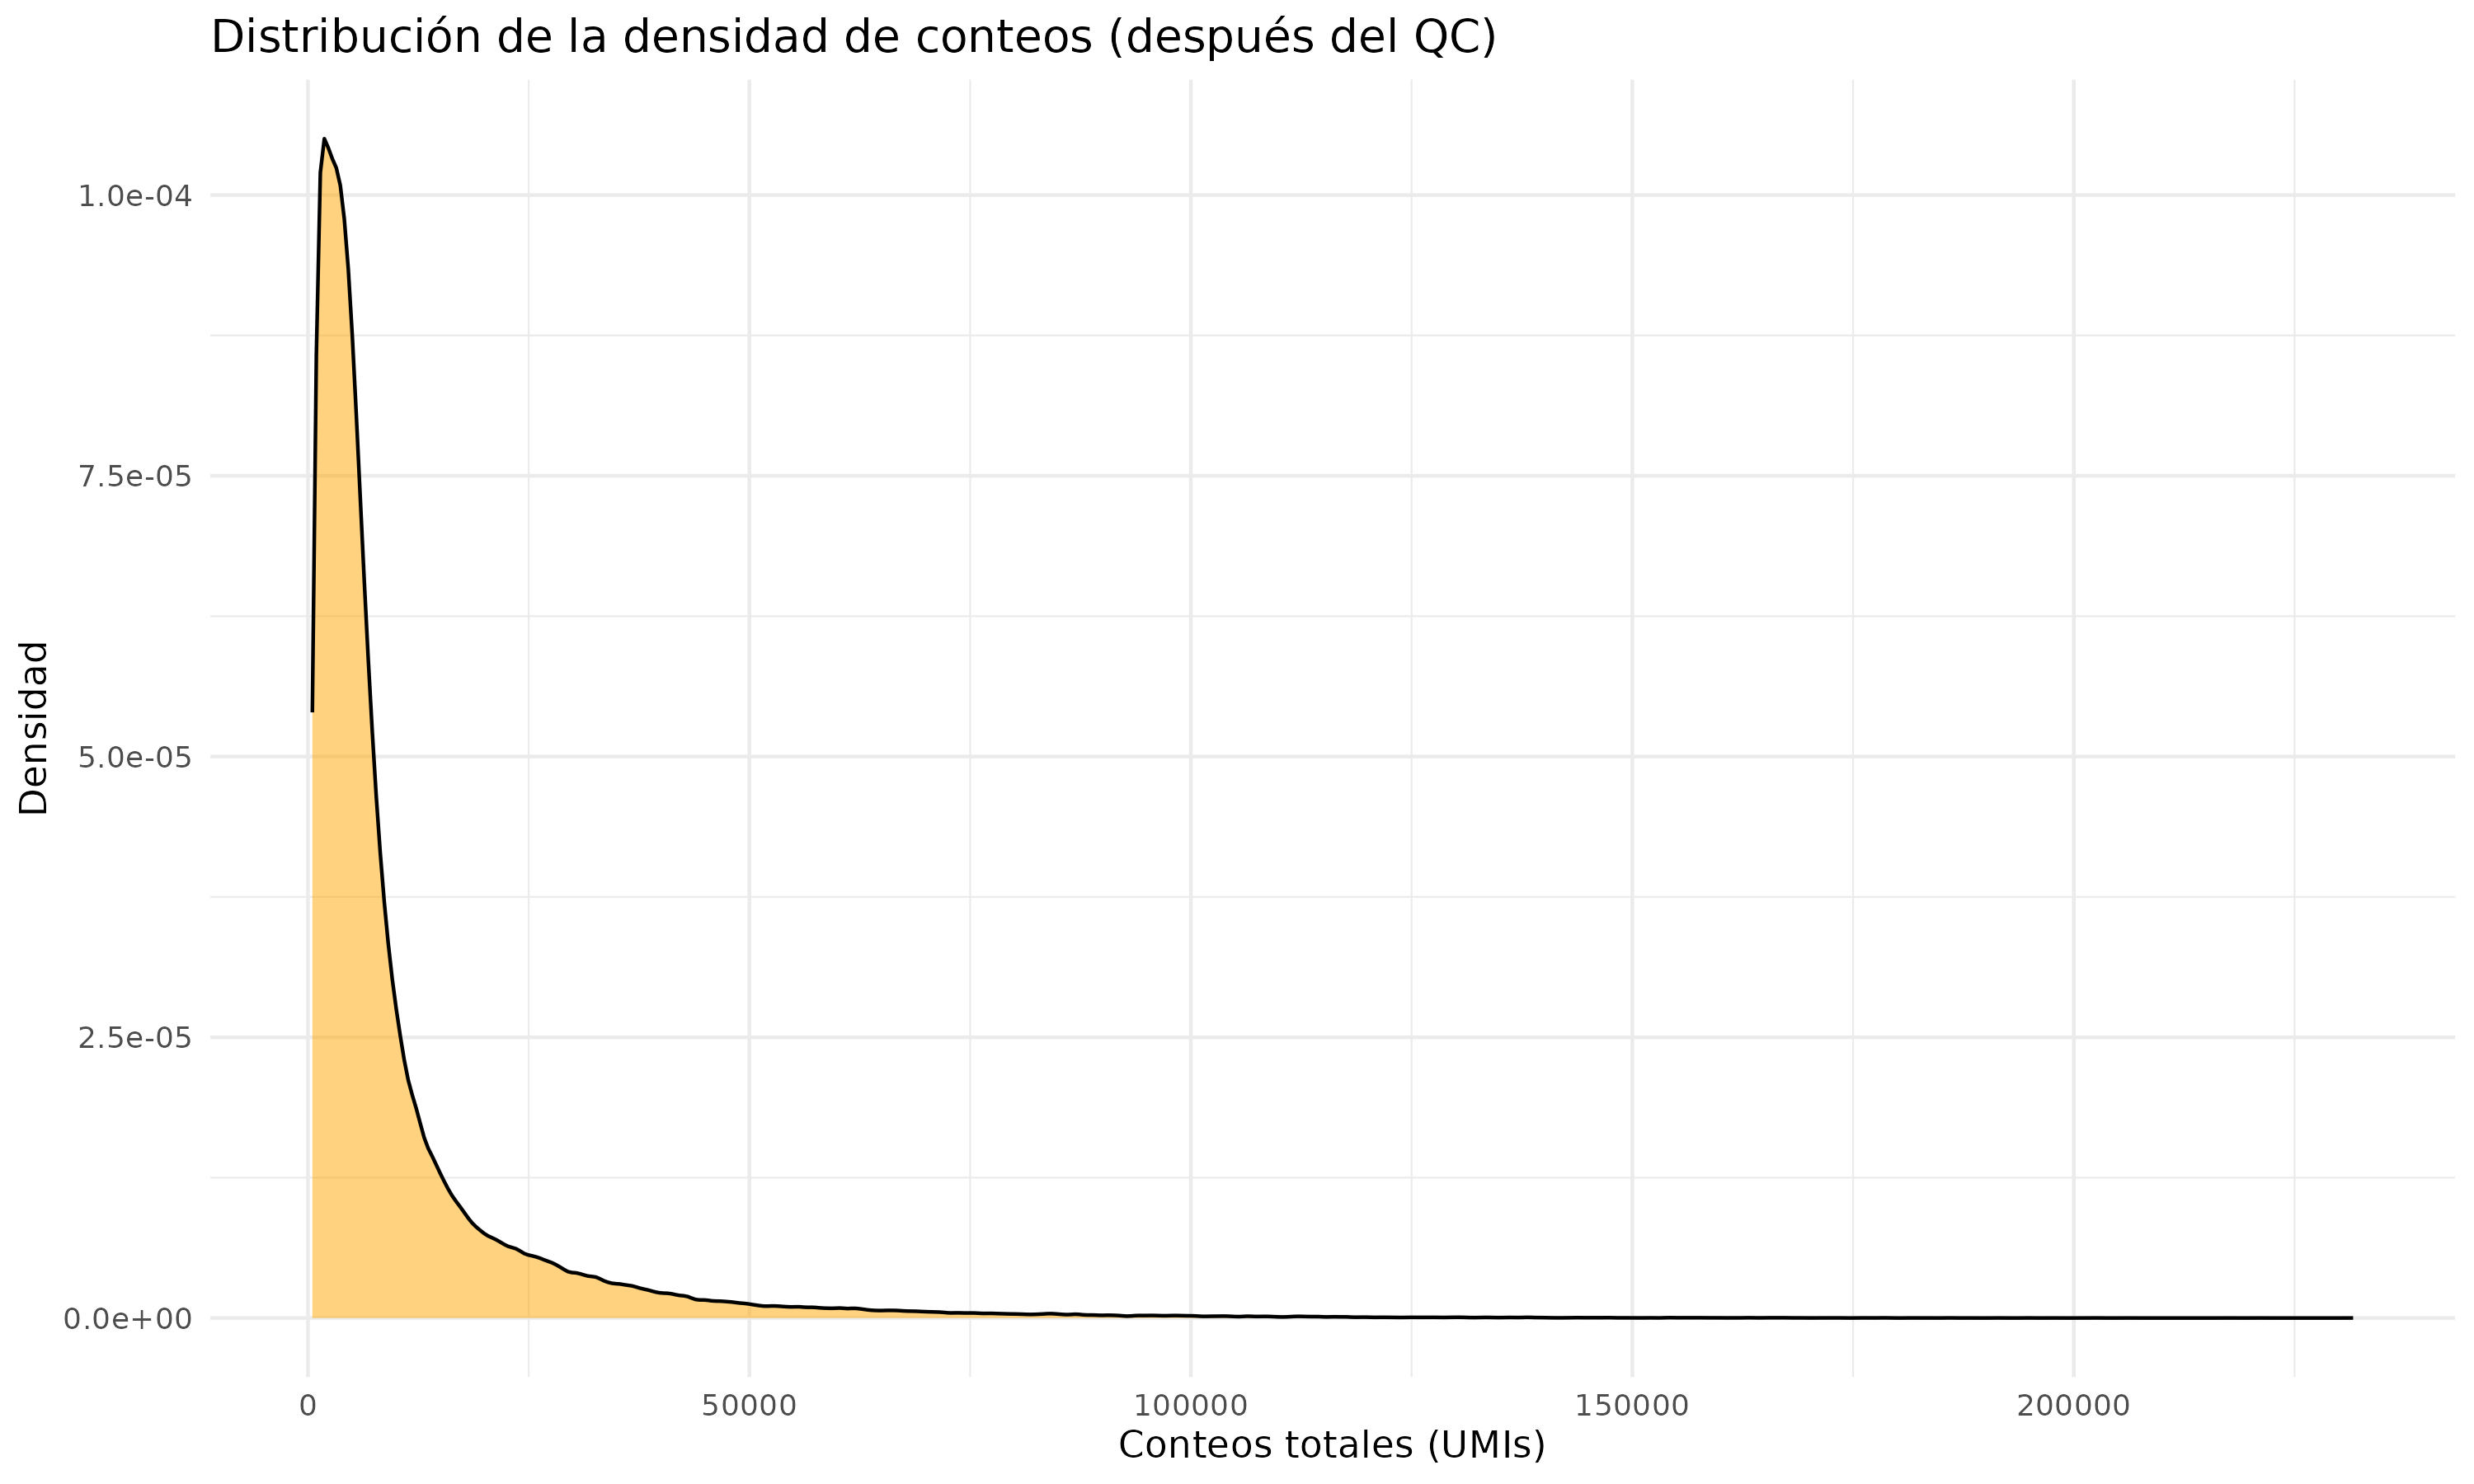 Distribución de la densidad de conteos (después del QC)
Densidad
1.0e-04
7.5e-05
5.0e-05
2.5e-05
0.0e+00
0 50000 100000 150000 200000
Conteos totales (UMIs)